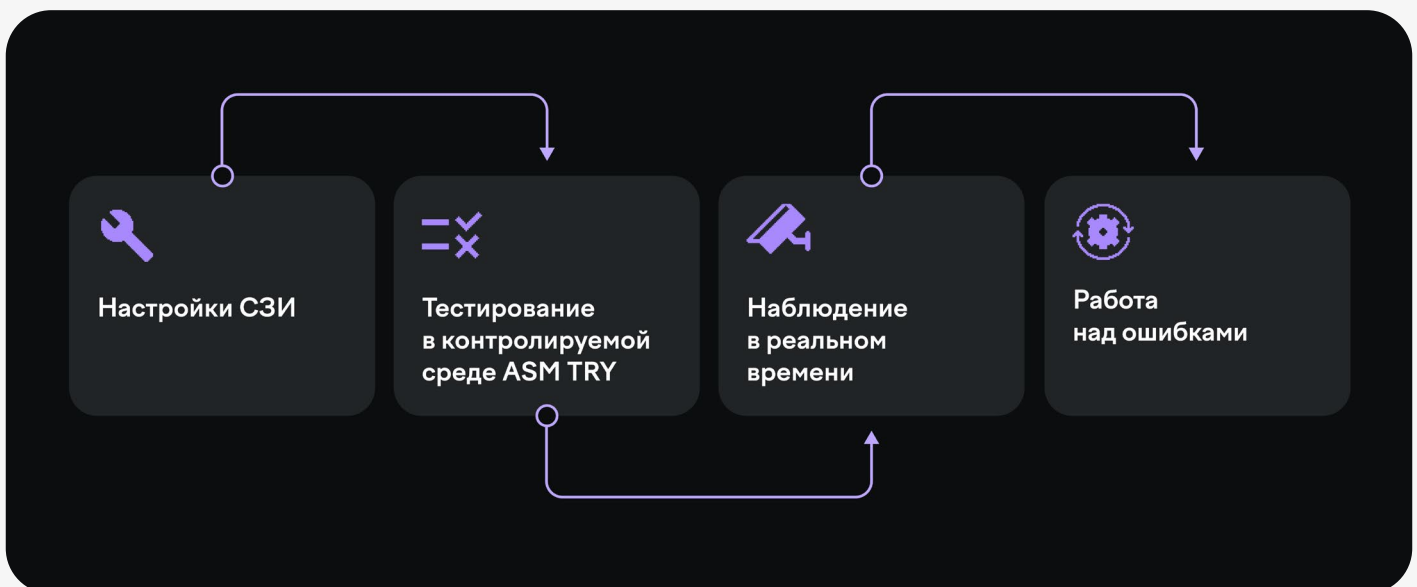 Настройки СЗИ
Тестирование
в контролируемой
среде ASM TRY
Наблюдение
в реальном
времени
Работа
над ошибками